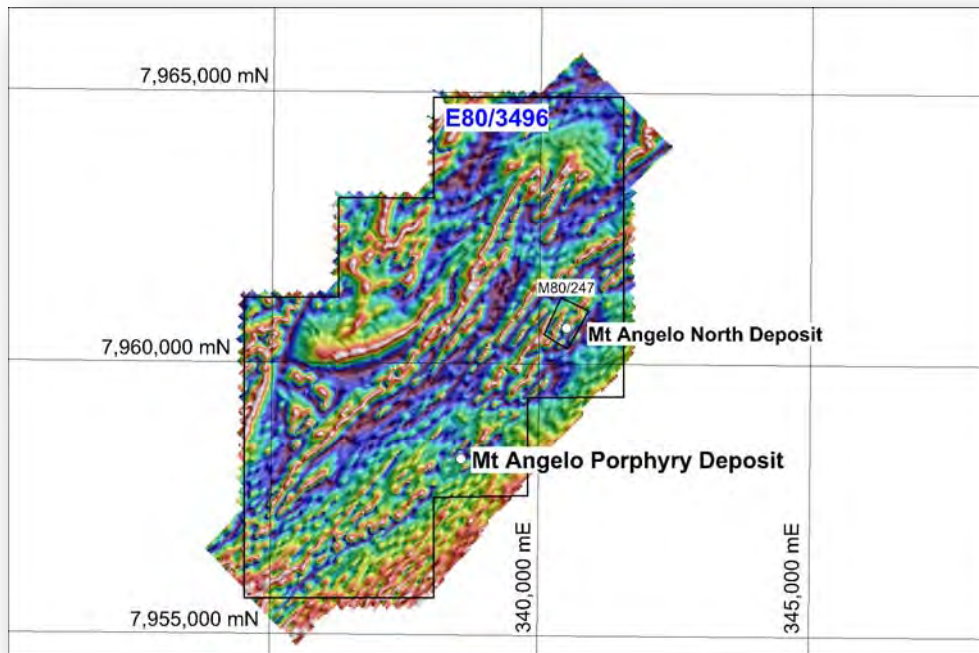 7,965,000 mN
E80/3496
M80/247
Mt Angelo North Deposit
7,960,000 mN
Mt Angelo Porphyry Deposit
340,000 mE
345,000 mE
7,955,000 mN